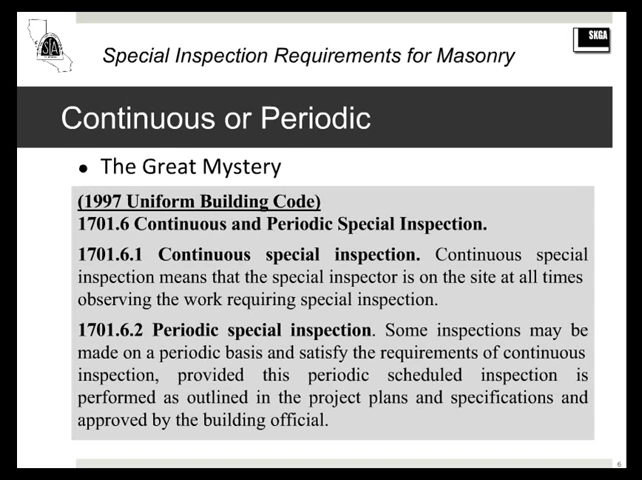 SKGA
Special Inspection Requirements for Masonry
Continuous or Periodic
● The Great Mystery
(1997 Uniform Building Code)
1701.6 Continuous and Periodic Special Inspection.
1701.6.1 Continuous special inspection. Continuous special
inspection means that the special inspector is on the site at all times
observing the work requiring special inspection.
1701.6.2 Periodic special inspection. Some inspections may be
made on a periodic basis and satisfy the requirements of continuous
inspection, provided this periodic scheduled inspection is
performed as outlined in the project plans and specifications and
approved by the building official.
6